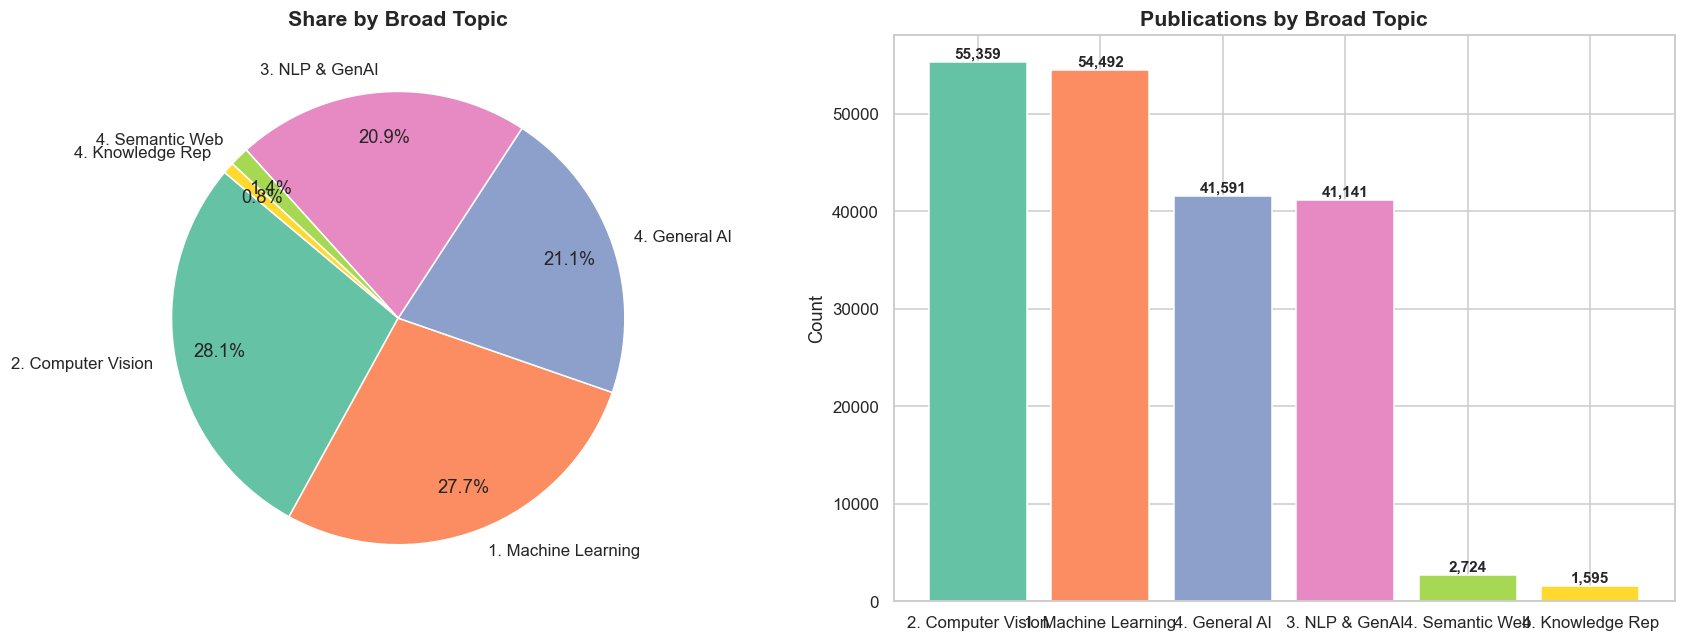 Share by Broad Topic
3. NLP & GenAI
20.9%
4. Semantic Web
4. Knowledge Rep
1.4%
0.8%
4. General AI
21.1%
28.1%
2. Computer Vision
27.7%
1. Machine Learning
Publications by Broad Topic
Count
50000
40000
30000
20000
10000
0
55,359
54,492
41,591
41,141
2,724
1,595
2. Computer Vision
1. Machine Learning
4. General AI
3. NLP & GenAI
4. Semantic Web
4. Knowledge Rep